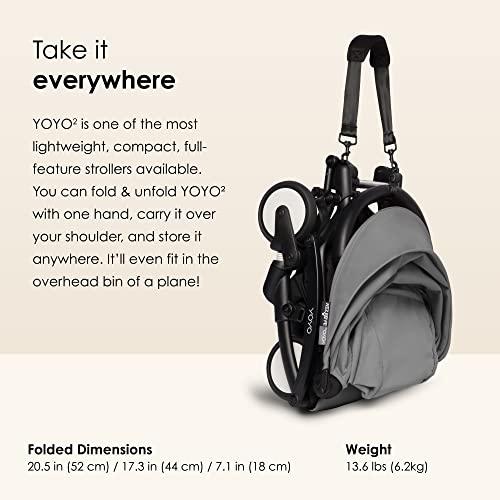 Take it
everywhere
YOYO² is one of the most
lightweight, compact, full-
feature strollers available.
You can fold & unfold YOYO²
with one hand, carry it over
your shoulder, and store it
anywhere. It'll even fit in the
overhead bin of a plane!
YOYO
Folded Dimensions
20.5 in (52 cm) / 17.3 in (44 cm) / 7.1 in (18 cm)
Weight
13.6 lbs (6.2kg)